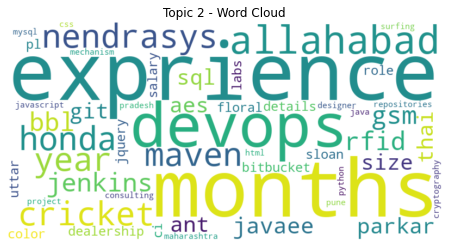 Topic 2 - Word Cloud
css
surfing
mysql
nendrasys
allahabad
mechanism
pl
salary
sql
labs
role
exprience
javascript
git
pradesh
aes
floral
details
designer
java
repositories
bbl
devops
gsm
honda
jquery
maven
rfid
thai
year
html
sloan
size
uttar
jenkins
bitbucket
python
cryptography
project
consulting
months
pune
cricket
ant
javaee
parkar
color
dealership
ci
maharashtra